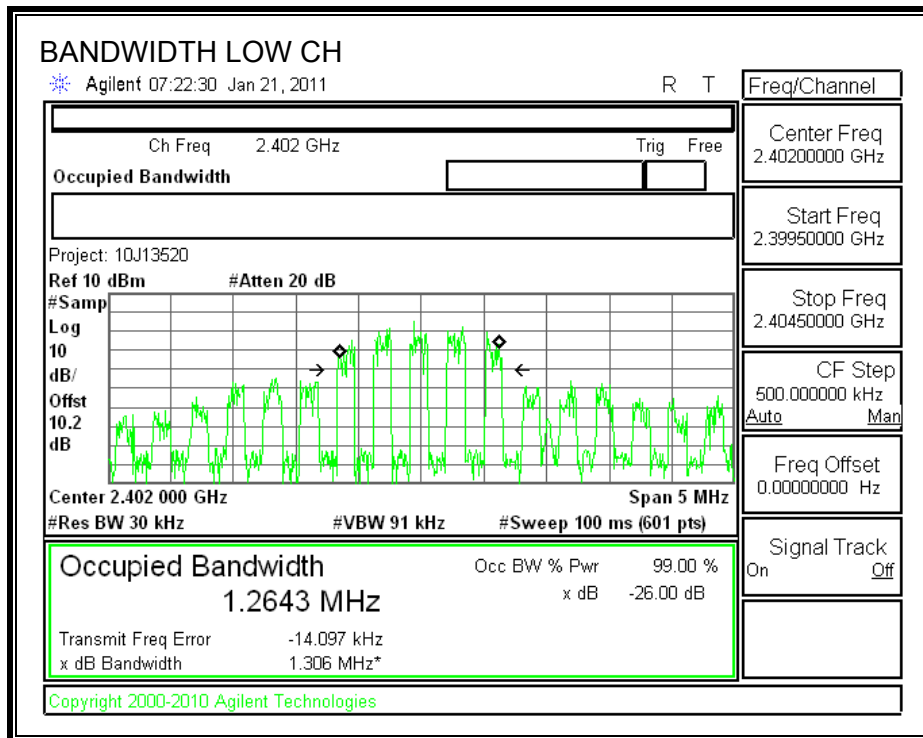 BANDWIDTH LOW CH
Agilent 07:22:30 Jan 21, 2011 R T
Ch Freq 2.402 GHz Trig Free
Occupied Bandwidth
Project: 10J13520
Ref 10 dBm #Atten 20 dB
#Samp
Log
10
dB/
Offst
10.2
dB
Center 2.402 000 GHz Span 5 MHz
#Res BW 30 kHz #VBW 91 kHz #Sweep 100 ms (601 pts)
Occupied Bandwidth Occ BW % Pwr 99.00 %
1.2643 MHz x dB -26.00 dB
Transmit Freq Error -14.097 kHz
x dB Bandwidth 1.306 MHz*
Copyright 2000-2010 Agilent Technologies
Freq/Channel
Center Freq
2.40200000 GHz
Start Freq
2.39950000 GHz
Stop Freq
2.40450000 GHz
CF Step
500.000000 kHz
Auto Man
Freq Offset
0.00000000 Hz
Signal Track
On Off